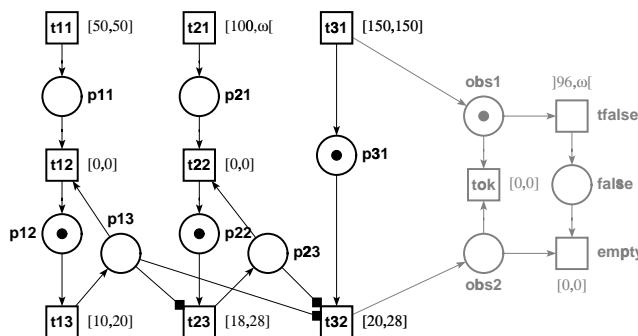 t11 [50,50] t21 [100,ω[ t31 [150,150]
obs1 ]96,ω[
p11 p21 tfalse
t12 [0,0] t22 [0,0] p31
tok [0,0] false
p12 p13 p22 p23
obs2 empty
t13 [10,20] t23 [18,28] t32 [20,28] [0,0]